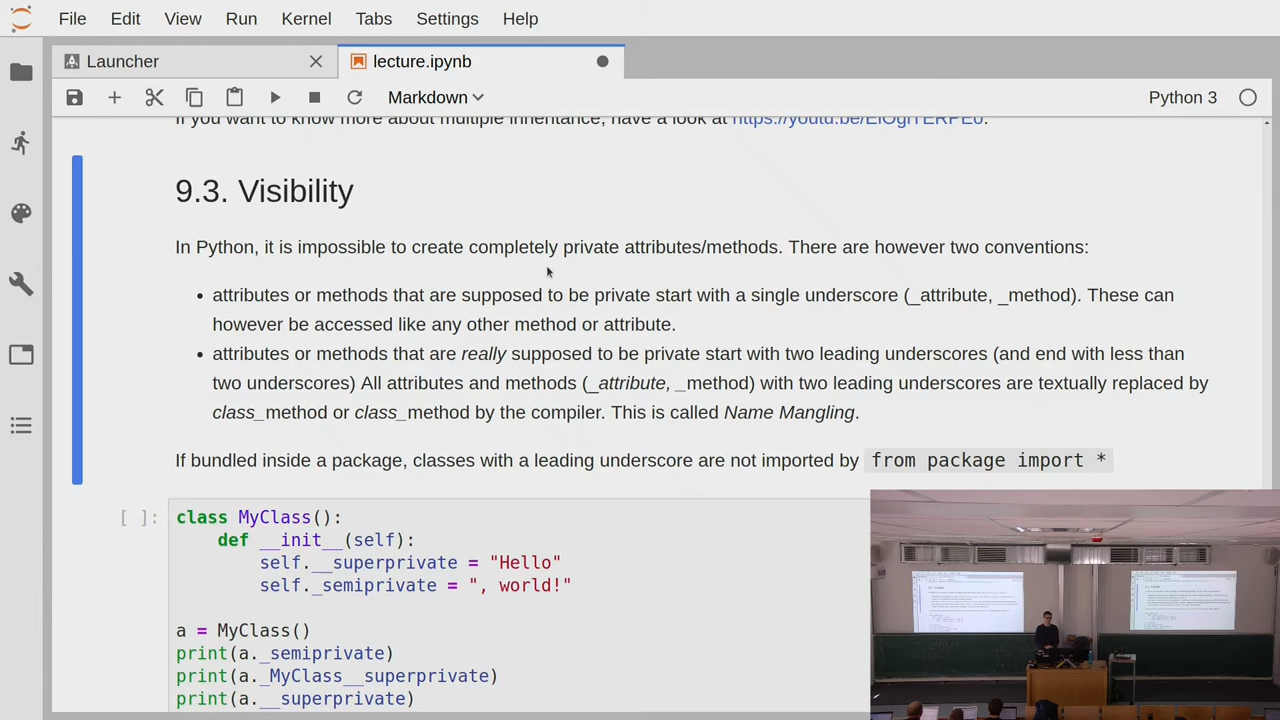 File Edit View Run Kernel Tabs Settings Help
Launcher
lecture.ipynb
Markdown
Python 3
If you want to know more about multiple inheritance, have a look at
9.3. Visibility
In Python, it is impossible to create completely private attributes/methods. There are however two conventions:
• attributes or methods that are supposed to be private start with a single underscore (_attribute, _method). These can
however be accessed like any other method or attribute.
• attributes or methods that are really supposed to be private start with two leading underscores (and end with less than
two underscores) All attributes and methods (_attribute, _method) with two leading underscores are textually replaced by
class_method or class_method by the compiler. This is called Name Mangling.
If bundled inside a package, classes with a leading underscore are not imported by from package import *
[ ]: class MyClass():
def __init__(self):
self.__superprivate = "Hello"
self._semiprivate = ", world!"
a = MyClass()
print(a._semiprivate)
print(a._MyClass__superprivate)
print(a.__superprivate)